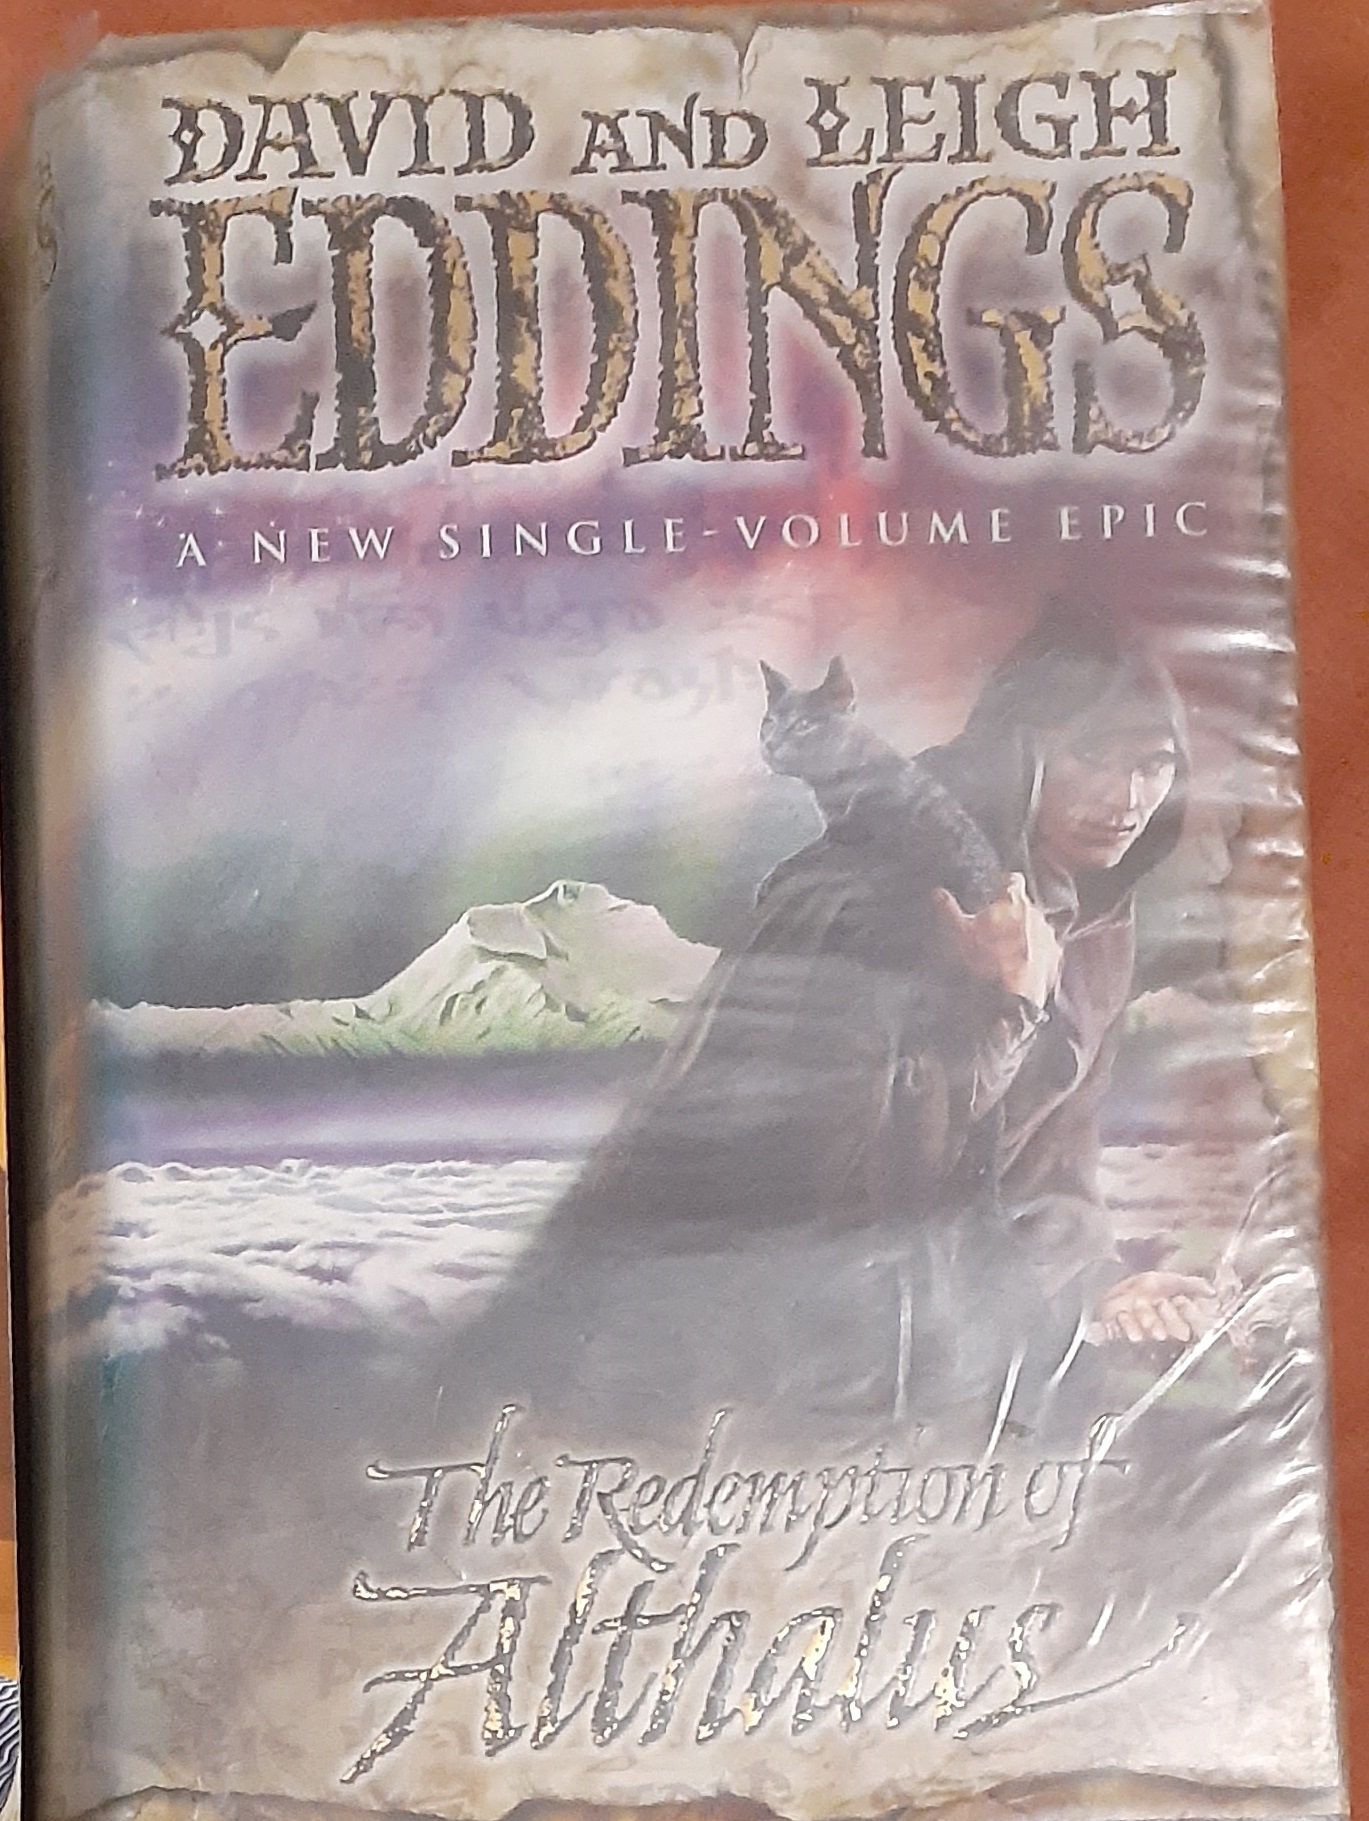 DAVID AND LEIGH
EDDINGS
A NEW SINGLE-VOLUME EPIC
The Redemption of
Althalus